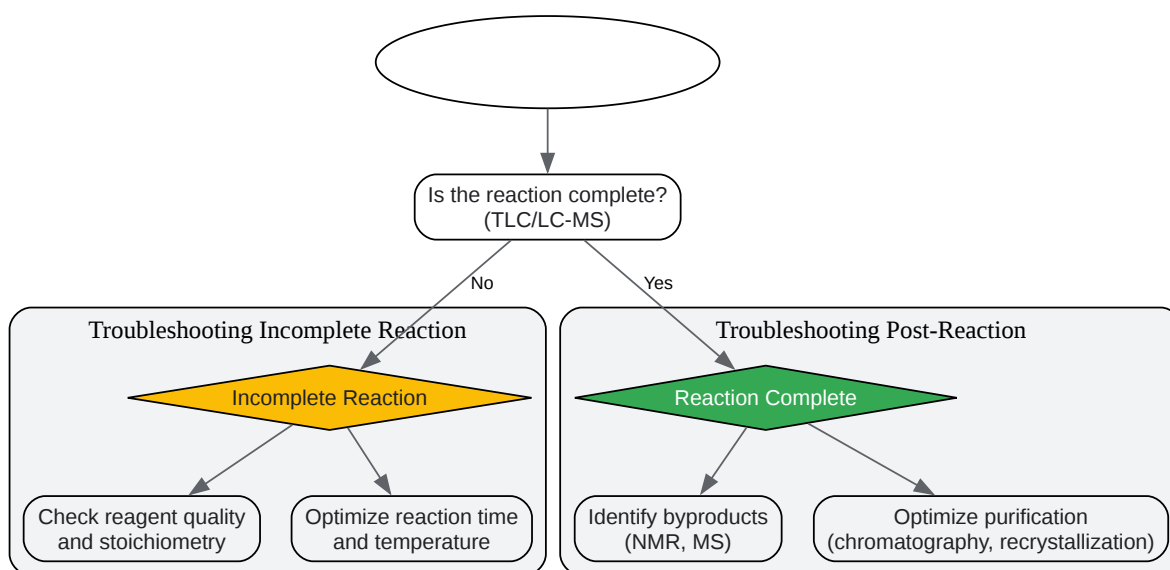 Is the reaction complete?
(TLC/LC-MS)
No
Yes
Troubleshooting Incomplete Reaction
Troubleshooting Post-Reaction
Incomplete Reaction
Reaction Complete
Check reagent quality
and stoichiometry
Optimize reaction time
and temperature
Identify byproducts
(NMR, MS)
Optimize purification
(chromatography, recrystallization)